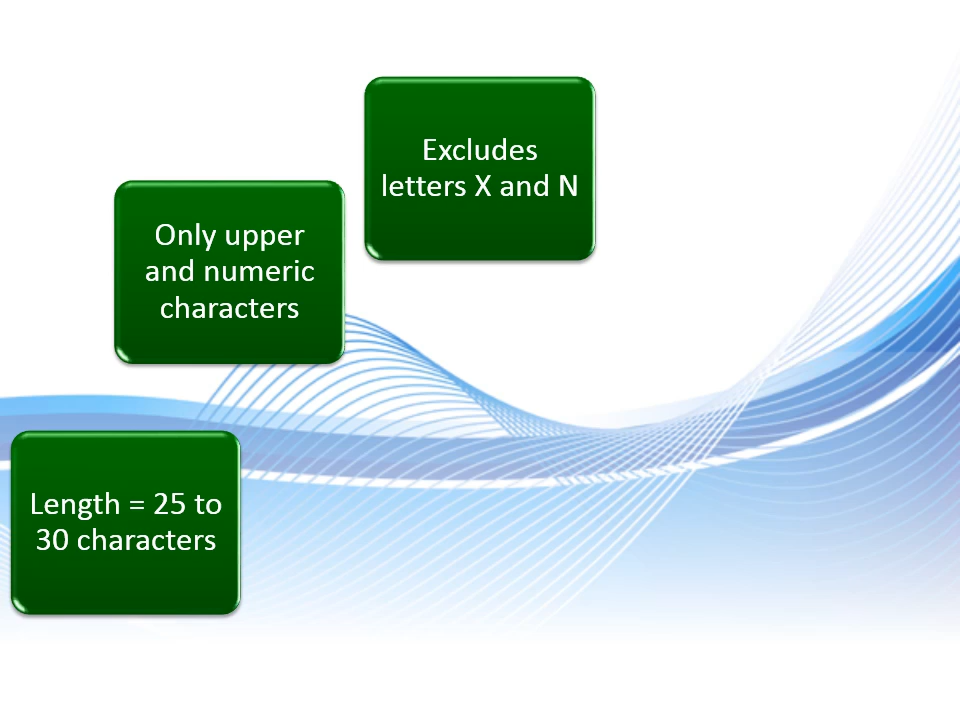 Excludes
letters X and N
Only upper
and numeric
characters
Length = 25 to
30 characters